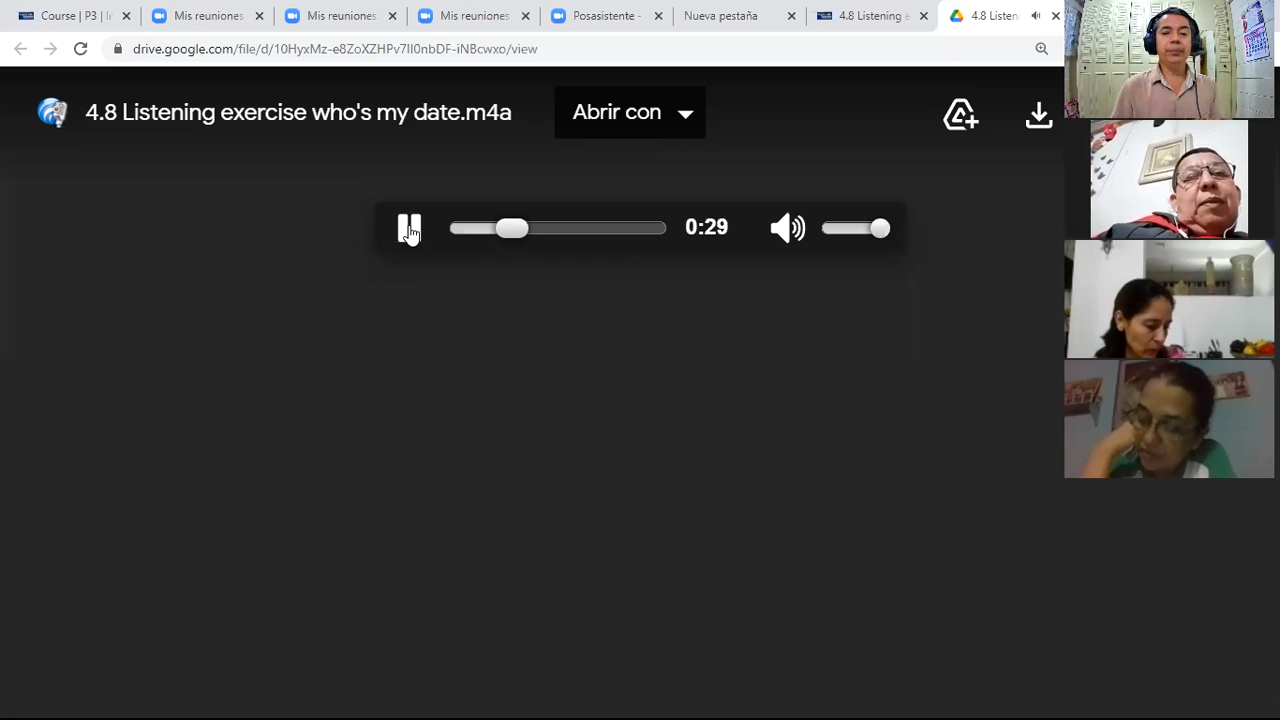 Course | P3 | I
Mis reuniones
Mis reuniones
Mis reuniones
Posasistente -
Nueva pestaña
4.8 Listening e
4.8 Listen
drive.google.com/file/d/10HyxMz-e8ZoXZHPv7II0nbDF-iNBcwxo/view
4.8 Listening exercise who's my date.m4a
Abrir con
0:29